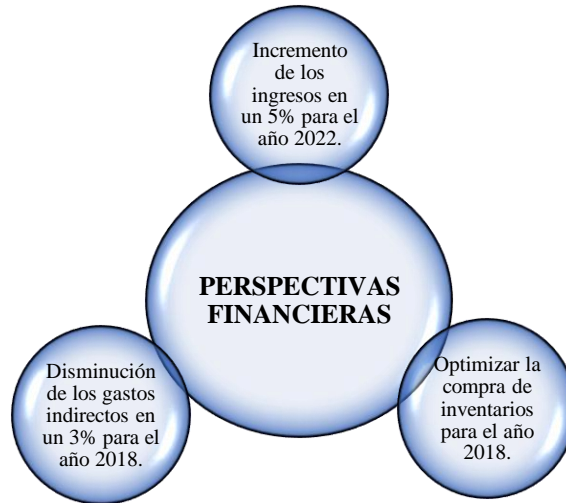 Incremento
de los
ingresos en
un 5% para el
año 2022.
PERSPECTIVAS
FINANCIERAS
Disminución
de los gastos
indirectos en
un 3% para el
año 2018.
Optimizar la
compra de
inventarios
para el año
2018.